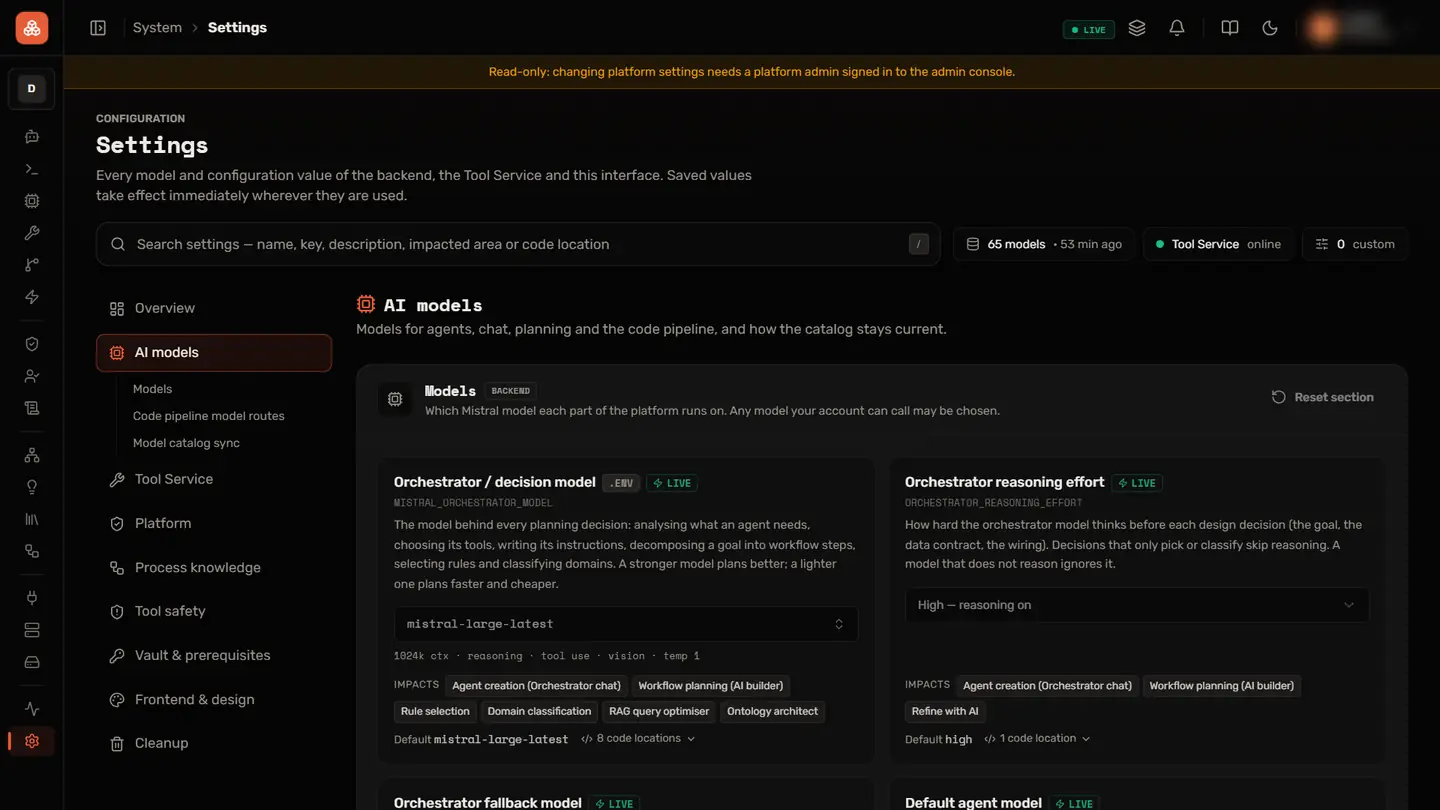 System > Settings
LIVE
D
Read-only: changing platform settings needs a platform admin signed in to the admin console.
CONFIGURATION
Settings
Every model and configuration value of the backend, the Tool Service and this interface. Saved values
take effect immediately wherever they are used.
Search settings — name, key, description, impacted area or code location
/
65 models · 53 min ago
Tool Service online
0 custom
Overview
AI models
Models
Code pipeline model routes
Model catalog sync
Tool Service
Platform
Process knowledge
Tool safety
Vault & prerequisites
Frontend & design
Cleanup
AI models
Models for agents, chat, planning and the code pipeline, and how the catalog stays current.
Models BACKEND
Which Mistral model each part of the platform runs on. Any model your account can call may be chosen.
Reset section
Orchestrator / decision model .ENV LIVE
MISTRAL_ORCHESTRATOR_MODEL
The model behind every planning decision: analysing what an agent needs,
choosing its tools, writing its instructions, decomposing a goal into workflow steps,
selecting rules and classifying domains. A stronger model plans better; a lighter
one plans faster and cheaper.
mistral-large-latest
1024k ctx · reasoning · tool use · vision · temp 1
IMPACTS Agent creation (Orchestrator chat) Workflow planning (AI builder)
Rule selection Domain classification RAG query optimiser Ontology architect
Default mistral-large-latest </> 8 code locations
Orchestrator reasoning effort LIVE
ORCHESTRATOR_REASONING_EFFORT
How hard the orchestrator model thinks before each design decision (the goal, the
data contract, the wiring). Decisions that only pick or classify skip reasoning. A
model that does not reason ignores it.
High — reasoning on
IMPACTS Agent creation (Orchestrator chat) Workflow planning (AI builder)
Refine with AI
Default high </> 1 code location
Orchestrator fallback model LIVE
Default agent model LIVE